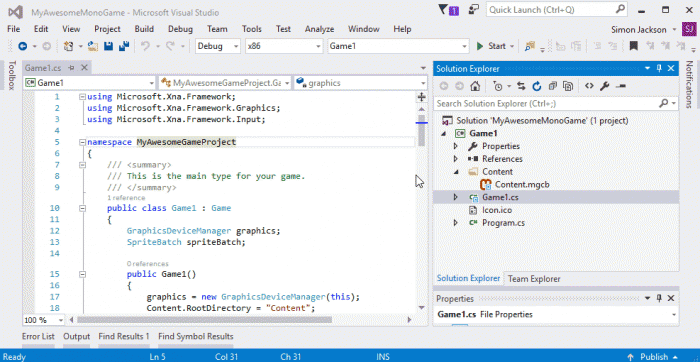 MyAwesomeMonoGame - Microsoft Visual Studio
1
Quick Launch (Ctrl+Q)
File Edit View Project Build Debug Team Tools Test Analyze Window Help
Simon Jackson
SJ
Debug x86 Game1 Start
Toolbox
Game1.cs
Game1 MyAwesomeGameProject.Ga graphics
1 using Microsoft.Xna.Framework;
2 using Microsoft.Xna.Framework.Graphics;
3 using Microsoft.Xna.Framework.Input;
4
5 namespace MyAwesomeGameProject
6 {
7 /// <summary>
8 /// This is the main type for your game.
9 /// </summary>
1 reference
10 public class Game1 : Game
11 {
12 GraphicsDeviceManager graphics;
13 SpriteBatch spriteBatch;
14
0 references
15 public Game1()
16 {
17 graphics = new GraphicsDeviceManager(this);
18 Content.RootDirectory = "Content";
100 %
Solution Explorer
Search Solution Explorer (Ctrl+;)
Solution 'MyAwesomeMonoGame' (1 project)
Game1
Properties
References
Content
Content.mgcb
Game1.cs
Icon.ico
Program.cs
Solution Explorer Team Explorer
Properties
Game1.cs File Properties
Notifications
Error List Output Find Results 1 Find Symbol Results
Ready Ln 5 Col 31 Ch 31 INS Publish